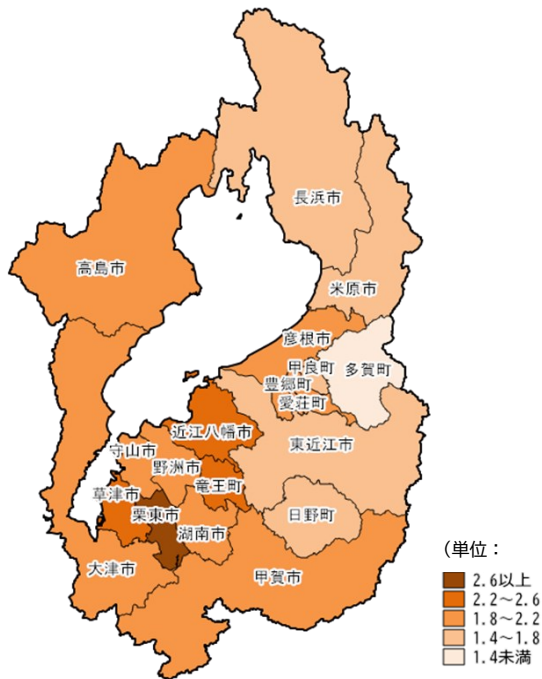 長浜市
高島市
米原市
彦根市
甲良町
多賀町
豊郷町
愛荘町
近江八幡市
東近江市
守山市
野洲市
竜王町
草津市
栗東市
湖南市
日野町
大津市
甲賀市
（単位：
2.6以上
2.2～2.6
1.8～2.2
1.4～1.8
1.4未満